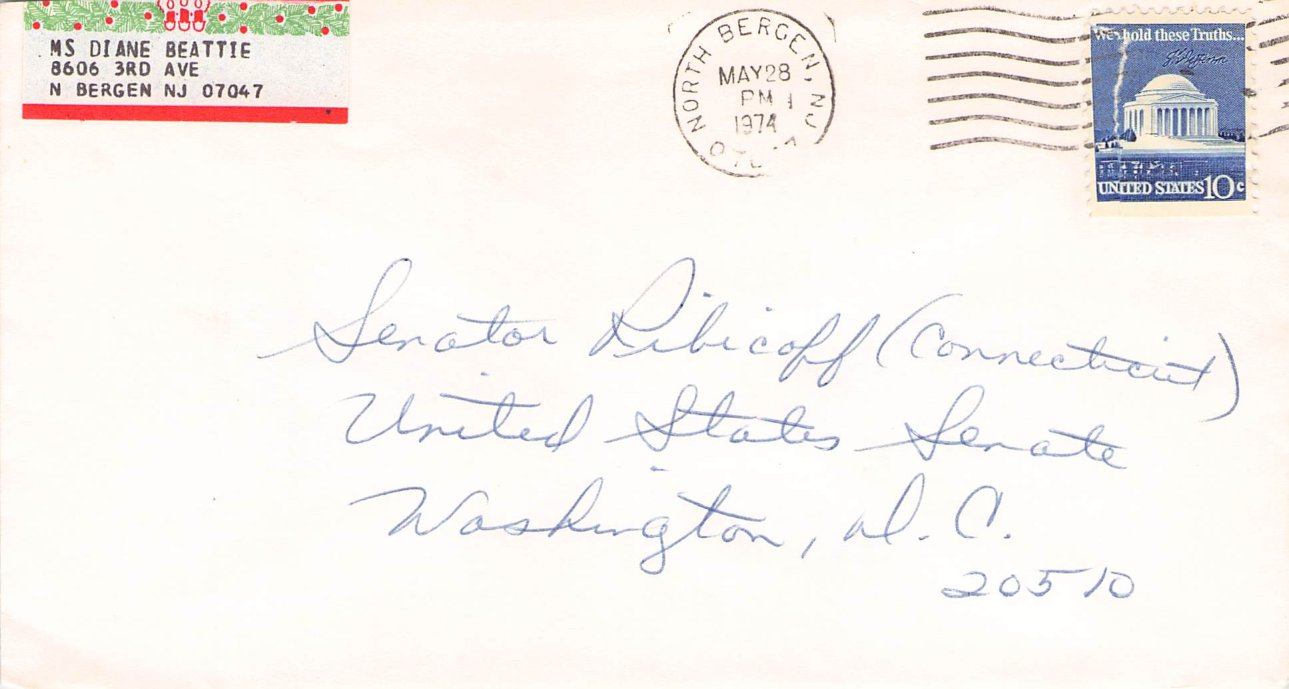 MS DIANE BEATTIE
8606 3RD AVE
N BERGEN NJ 07047
NORTH BERGEN, NJ
MAY 28
PM
1974
We hold these Truths...
UNITED STATES 10c
Senator Ribicoff (Connecticut)
United States Senate
Washington, D.C.
20510